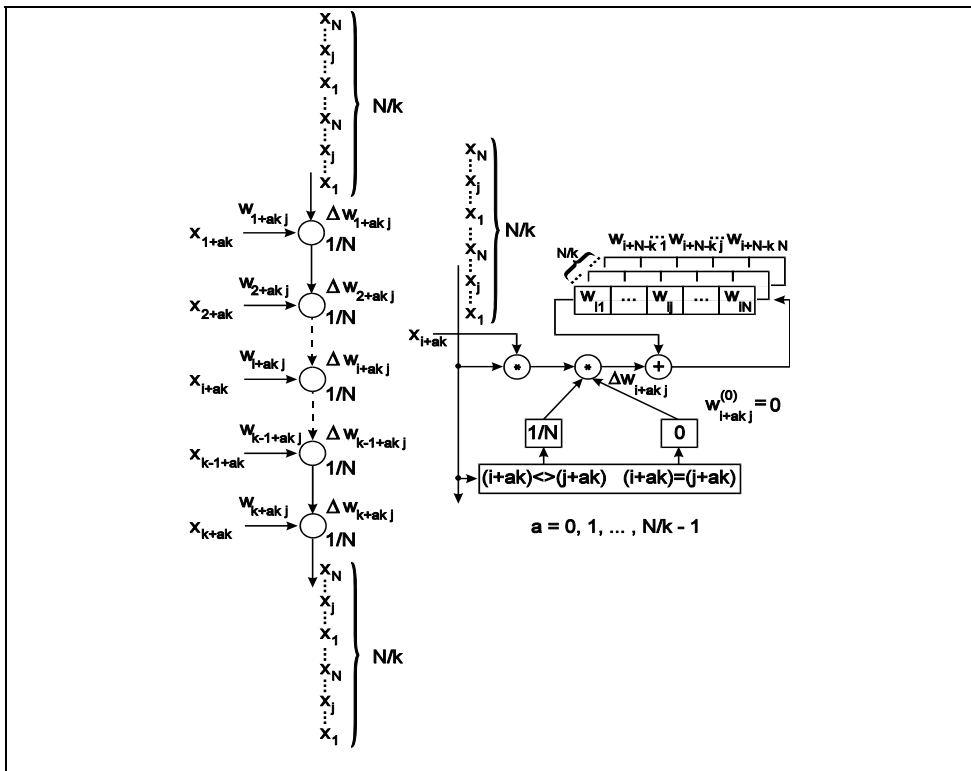 x_N
x_j
x_1
x_N
x_j
x_1
N/k
w_{1+ak j}
Δw_{1+ak j}
x_{1+ak}
1/N
w_{2+ak j}
Δw_{2+ak j}
x_{2+ak}
1/N
w_{i+ak j}
Δw_{i+ak j}
x_{i+ak}
1/N
w_{k-1+ak j}
Δw_{k-1+ak j}
x_{k-1+ak}
1/N
w_{k+ak j}
Δw_{k+ak j}
x_{k+ak}
1/N
x_N
x_j
x_1
x_N
x_j
x_1
N/k
x_N
x_j
x_1
x_N
x_j
x_1
N/k
w_{i+N-k 1} ... w_{i+N-k j} ... w_{i+N-k N}
N/k
w_{i1} ... w_{ij} ... w_{iN}
x_{i+ak}
* * +
Δw_{i+ak j}
w_{i+ak j}^{(0)} = 0
1/N 0
(i+ak)<>(j+ak) (i+ak)=(j+ak)
a = 0, 1, ... , N/k - 1